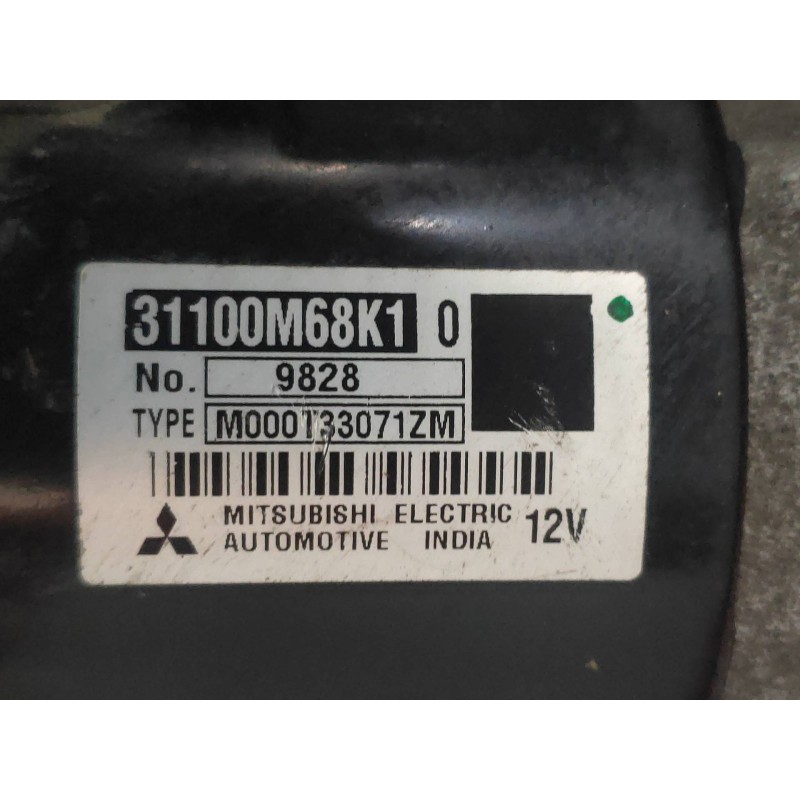 31100M68K1 0
No. 9828
TYPE M000T33071ZM
MITSUBISHI ELECTRIC
AUTOMOTIVE INDIA 12V